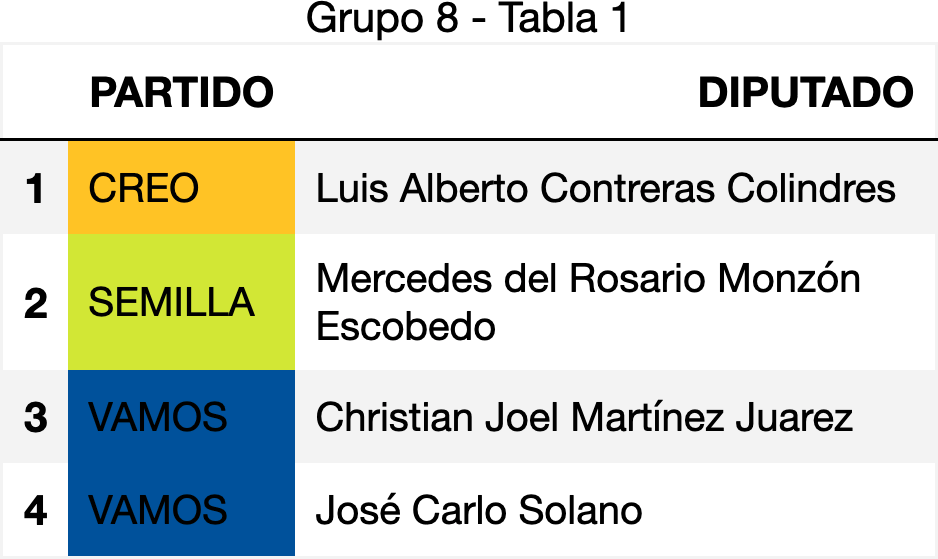 Grupo 8 - Tabla 1
PARTIDO DIPUTADO
1 CREO Luis Alberto Contreras Colindres
2 SEMILLA Mercedes del Rosario Monzón
Escobedo
3 VAMOS Christian Joel Martínez Juarez
4 VAMOS José Carlo Solano